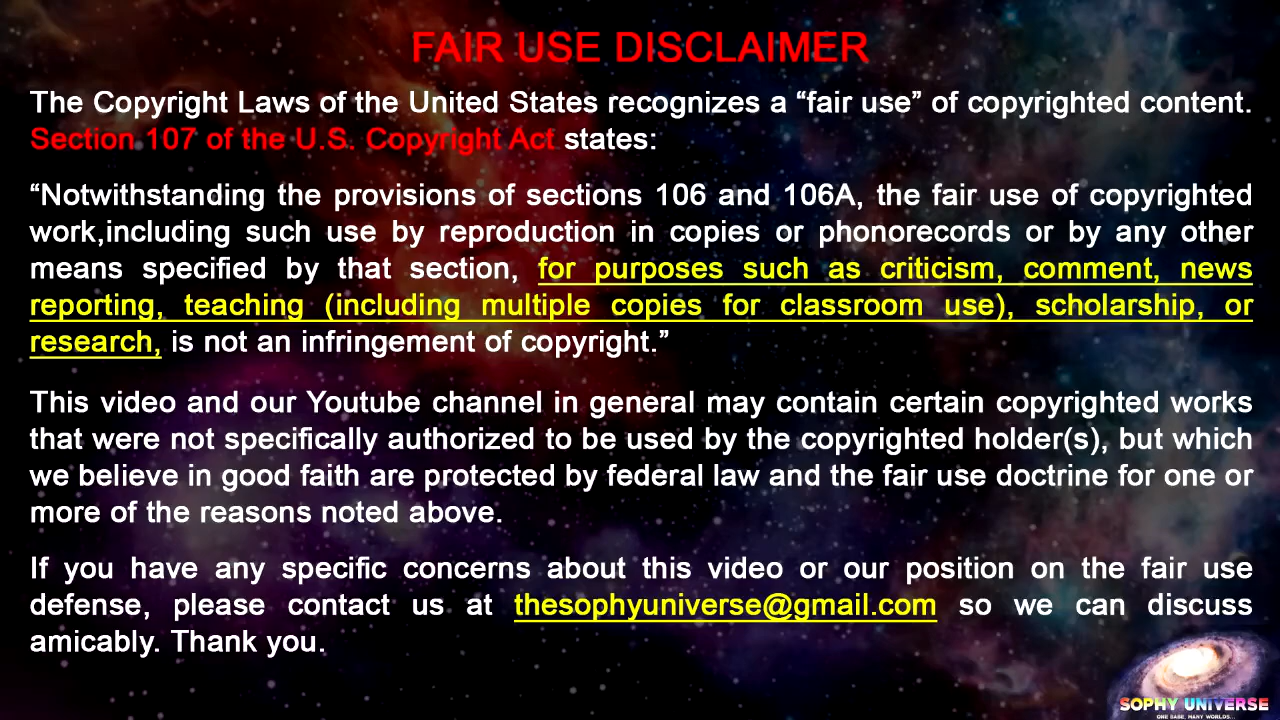 FAIR USE DISCLAIMER
The Copyright Laws of the United States recognizes a “fair use” of copyrighted content.
Section 107 of the U.S. Copyright Act states:
“Notwithstanding the provisions of sections 106 and 106A, the fair use of copyrighted
work,including such use by reproduction in copies or phonorecords or by any other
means specified by that section, for purposes such as criticism, comment, news
reporting, teaching (including multiple copies for classroom use), scholarship, or
research, is not an infringement of copyright.”
This video and our Youtube channel in general may contain certain copyrighted works
that were not specifically authorized to be used by the copyrighted holder(s), but which
we believe in good faith are protected by federal law and the fair use doctrine for one or
more of the reasons noted above.
If you have any specific concerns about this video or our position on the fair use
defense, please contact us at thesophyuniverse@gmail.com so we can discuss
amicably. Thank you.
SOPHY UNIVERSE
ONE BABE, MANY WORLDS...